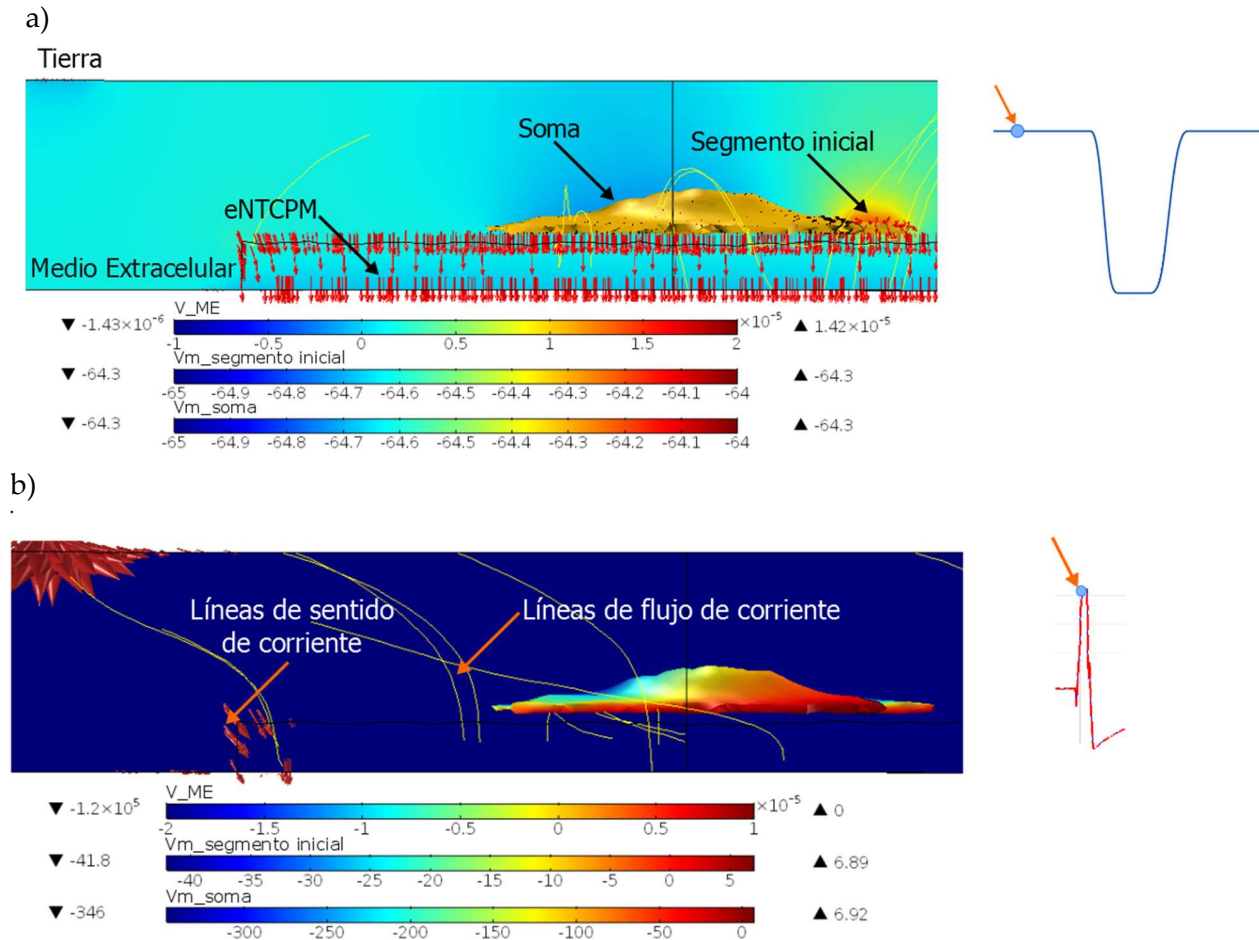 a)
Tierra
Soma
Segmento inicial
eNTCPM
Medio Extracelular
V_ME
▼ -1.43×10⁻⁶
×10⁻⁵
▲ 1.42×10⁻⁵
-1 -0.5 0 0.5 1 1.5 2
Vm_segmento inicial
▼ -64.3
▲ -64.3
-65 -64.9 -64.8 -64.7 -64.6 -64.5 -64.4 -64.3 -64.2 -64.1 -64
Vm_soma
▼ -64.3
▲ -64.3
-65 -64.9 -64.8 -64.7 -64.6 -64.5 -64.4 -64.3 -64.2 -64.1 -64
b)
Líneas de sentido
de corriente
Líneas de flujo de corriente
V_ME
▼ -1.2×10⁵
×10⁻⁵
▲ 0
-2 -1.5 -1 -0.5 0 0.5 1
Vm_segmento inicial
▼ -41.8
▲ 6.89
-40 -35 -30 -25 -20 -15 -10 -5 0 5
Vm_soma
▼ -346
▲ 6.92
-300 -250 -200 -150 -100 -50 0